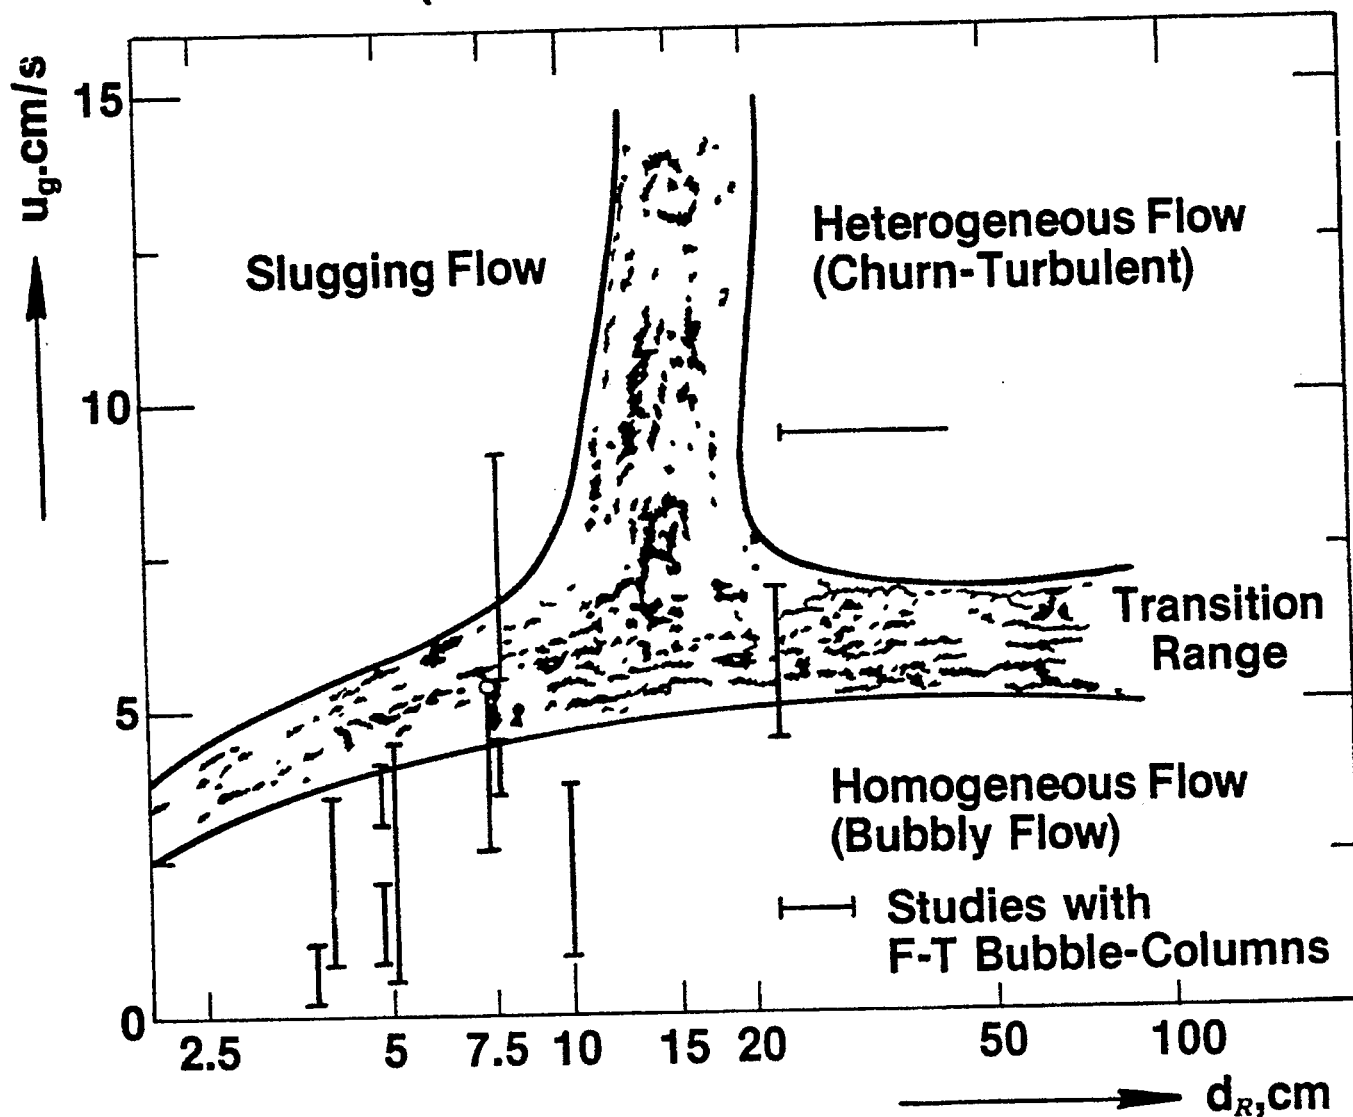 u_g.cm/s
15
10
5
0
Slugging Flow
Heterogeneous Flow
(Churn-Turbulent)
Transition
Range
Homogeneous Flow
(Bubbly Flow)
Studies with
F-T Bubble-Columns
2.5 5 7.5 10 15 20 50 100
d_R,cm